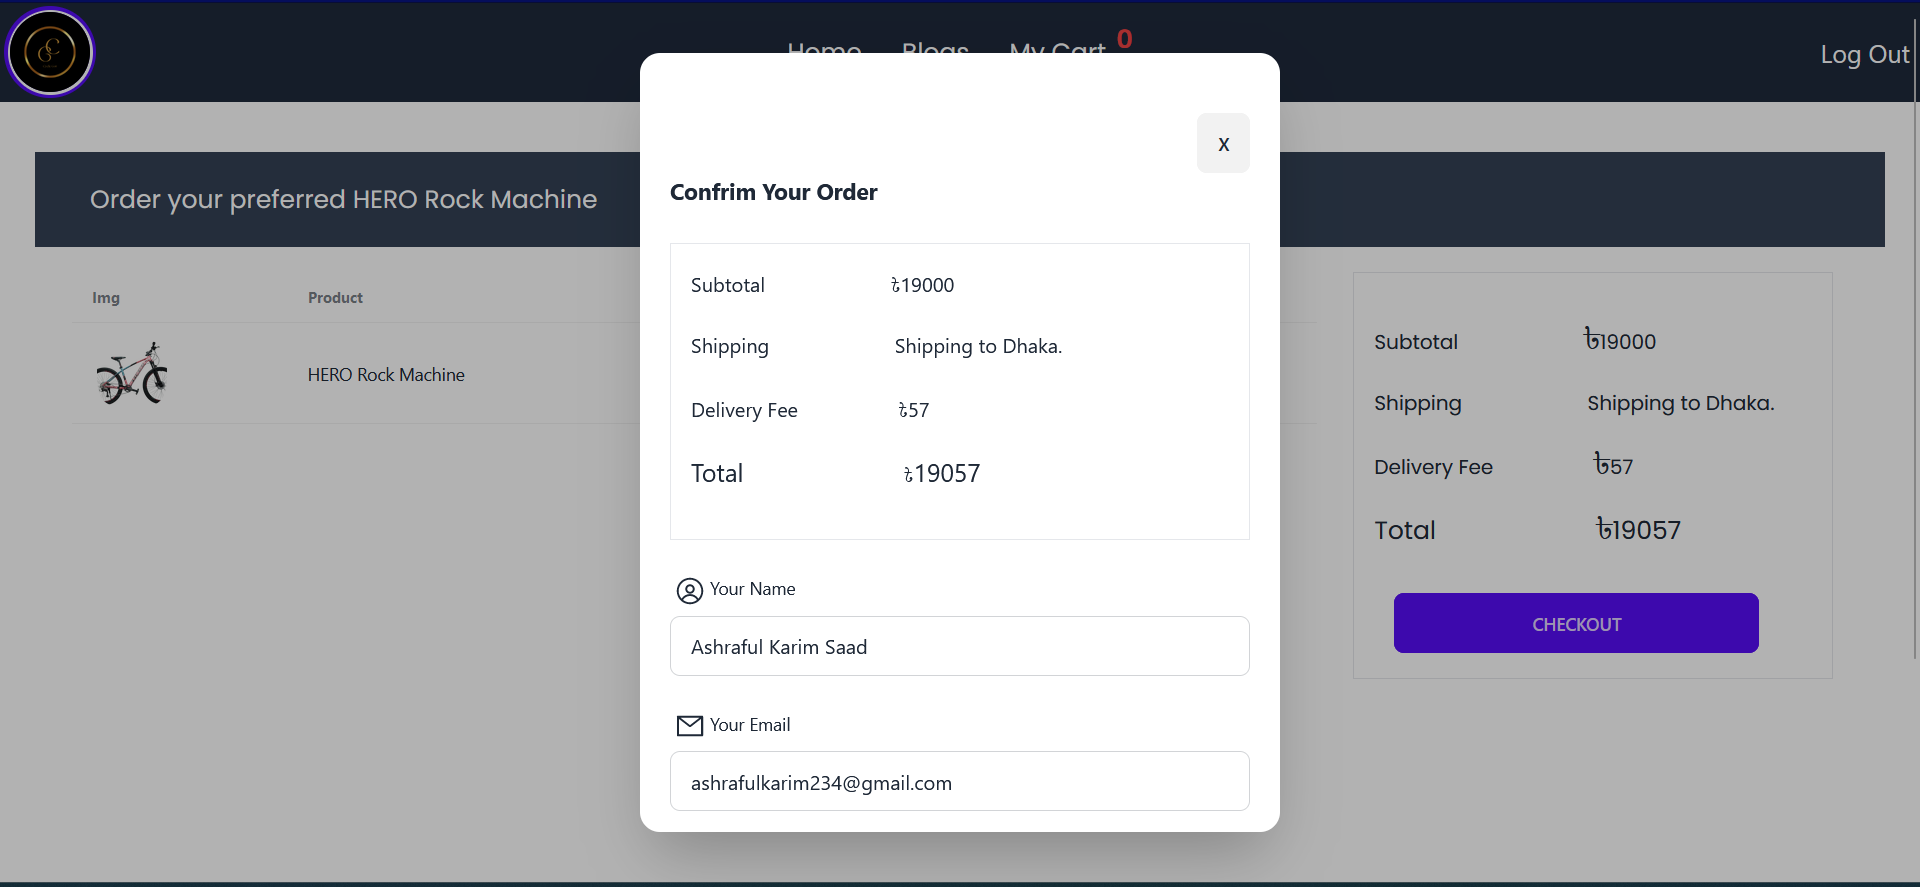 Home Blogs My Cart 0
Log Out
Order your preferred HERO Rock Machine
Img Product
HERO Rock Machine
X
Confrim Your Order
Subtotal ৳19000
Shipping Shipping to Dhaka.
Delivery Fee ৳57
Total ৳19057
Your Name
Ashraful Karim Saad
Your Email
ashrafulkarim234@gmail.com
Subtotal ৳19000
Shipping Shipping to Dhaka.
Delivery Fee ৳57
Total ৳19057
CHECKOUT